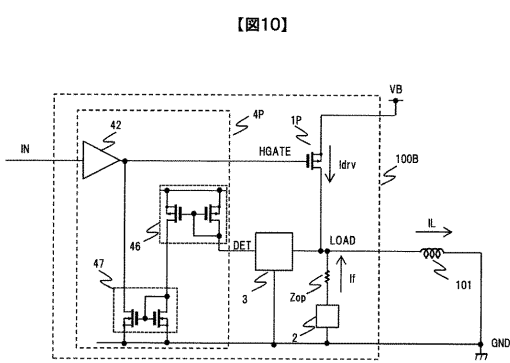 【図10】
VB
4P
42
1P
IN
HGATE
Idrv
100B
IL
46
DET
LOAD
47
3
Zop
If
101
2
GND